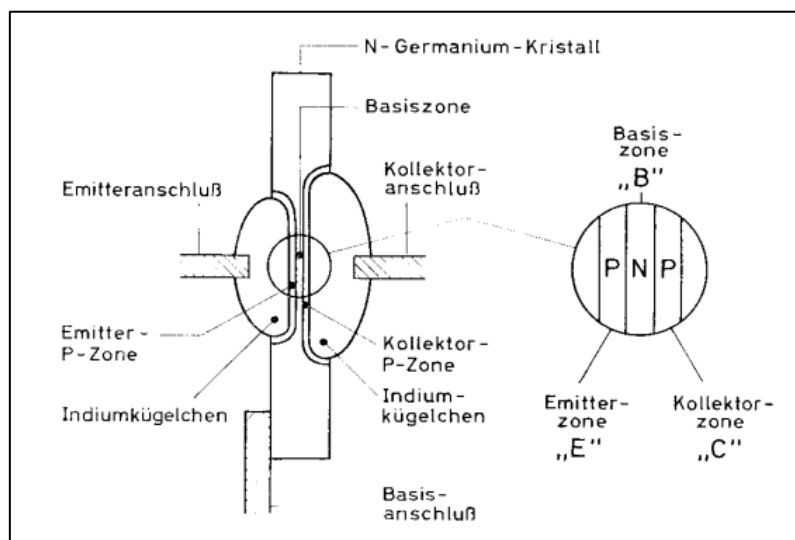 N-Germanium-Kristall
Basiszone
Emitteranschluß
Kollektor-
anschluß
Basis-
zone
„B"
P N P
Emitter-
P-Zone
Kollektor-
P-Zone
Indiumkügelchen
Indium-
kügelchen
Emitter-
zone
„E"
Kollektor-
zone
„C"
Basis-
anschluß